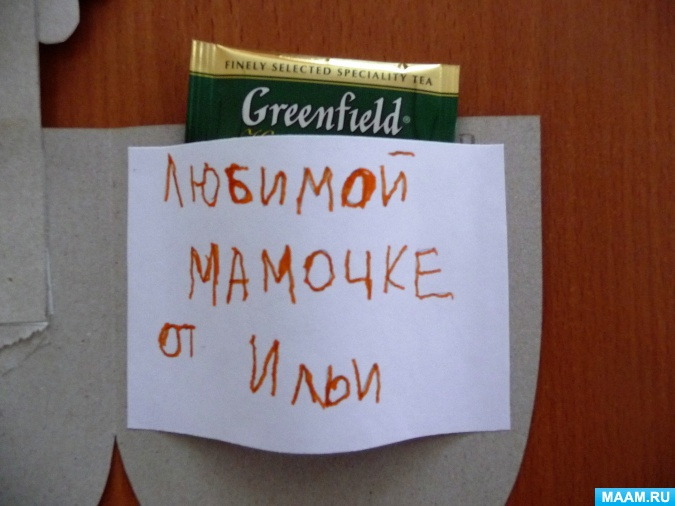 FINELY SELECTED SPECIALITY TEA
Greenfield
ЛЮБИМОЙ
МАМОЧКЕ
ОТ ИЛЬИ
MAAM.RU